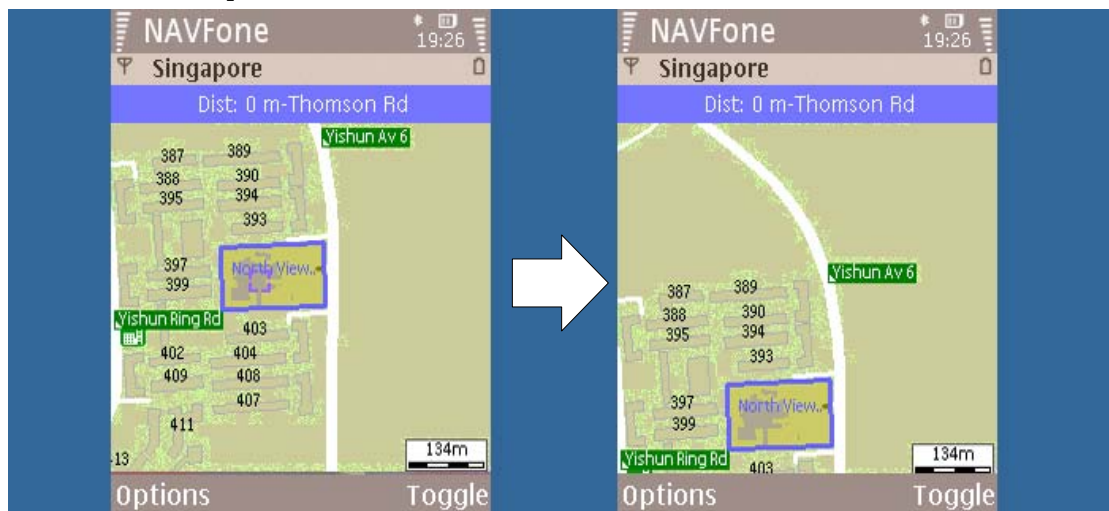 NAVFone
19:26
Singapore
Dist: 0 m-Thomson Rd
Yishun Av 6
387 389
388 390
395 394
393
397 North View..
399
Yishun Ring Rd
403
402 404
409 408
407
411
134m
-13
Options Toggle
NAVFone
19:26
Singapore
Dist: 0 m-Thomson Rd
Yishun Av 6
387 389
388 390
395 394
393
397 North View..
399
Yishun Ring Rd
403
134m
Options Toggle